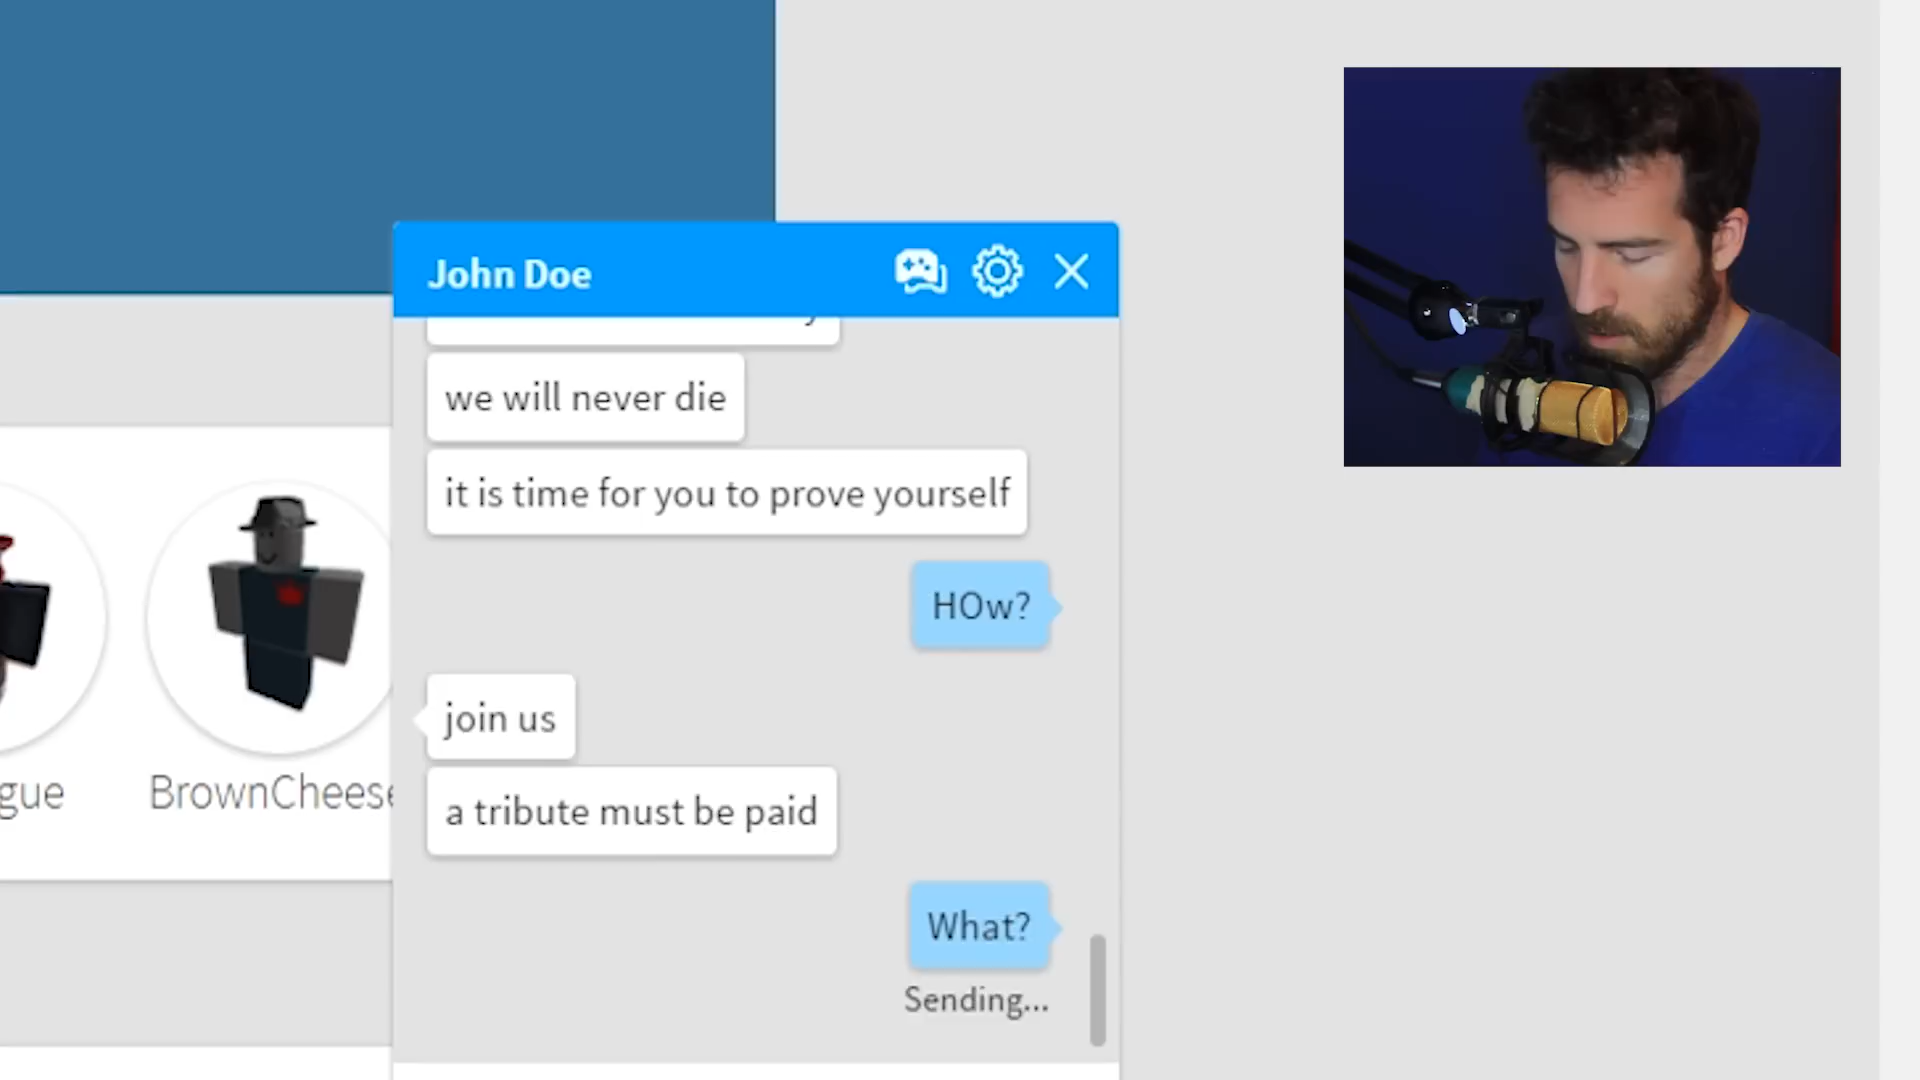 John Doe
we will never die
it is time for you to prove yourself
HOw?
join us
a tribute must be paid
What?
Sending...
gue
BrownCheese